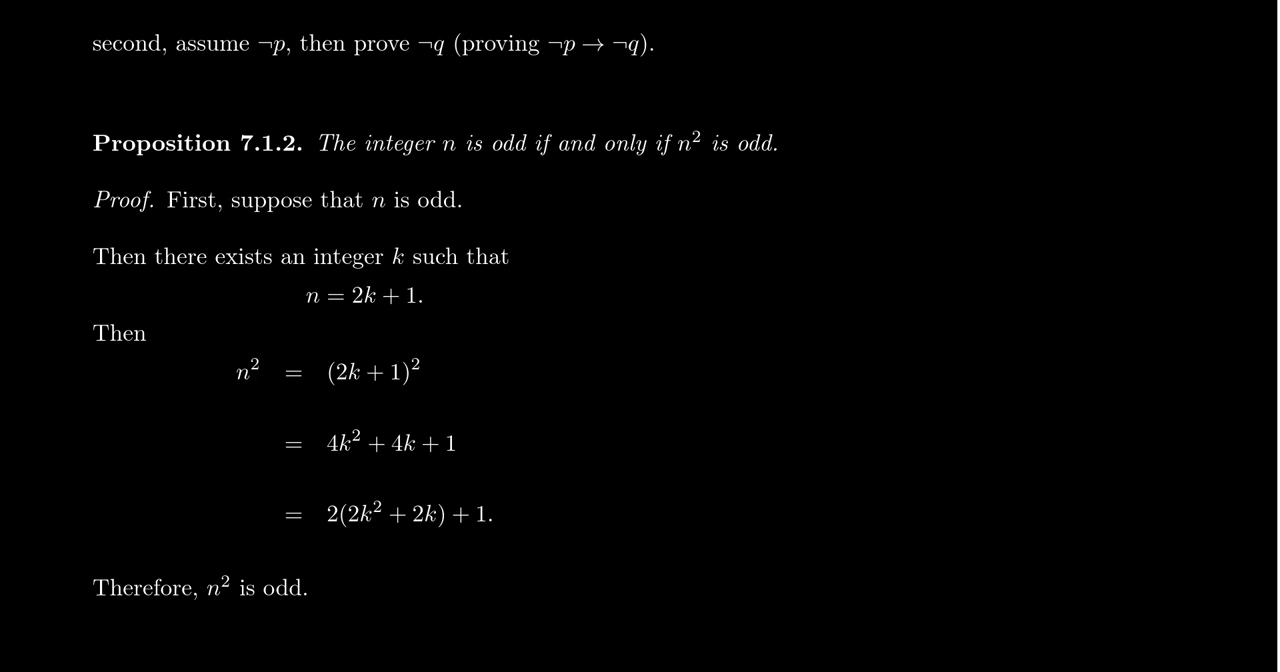 second, assume ¬p, then prove ¬q (proving ¬p → ¬q).
Proposition 7.1.2. The integer n is odd if and only if n² is odd.
Proof. First, suppose that n is odd.
Then there exists an integer k such that
n = 2k + 1.
Then
n² = (2k + 1)²
= 4k² + 4k + 1
= 2(2k² + 2k) + 1.
Therefore, n² is odd.